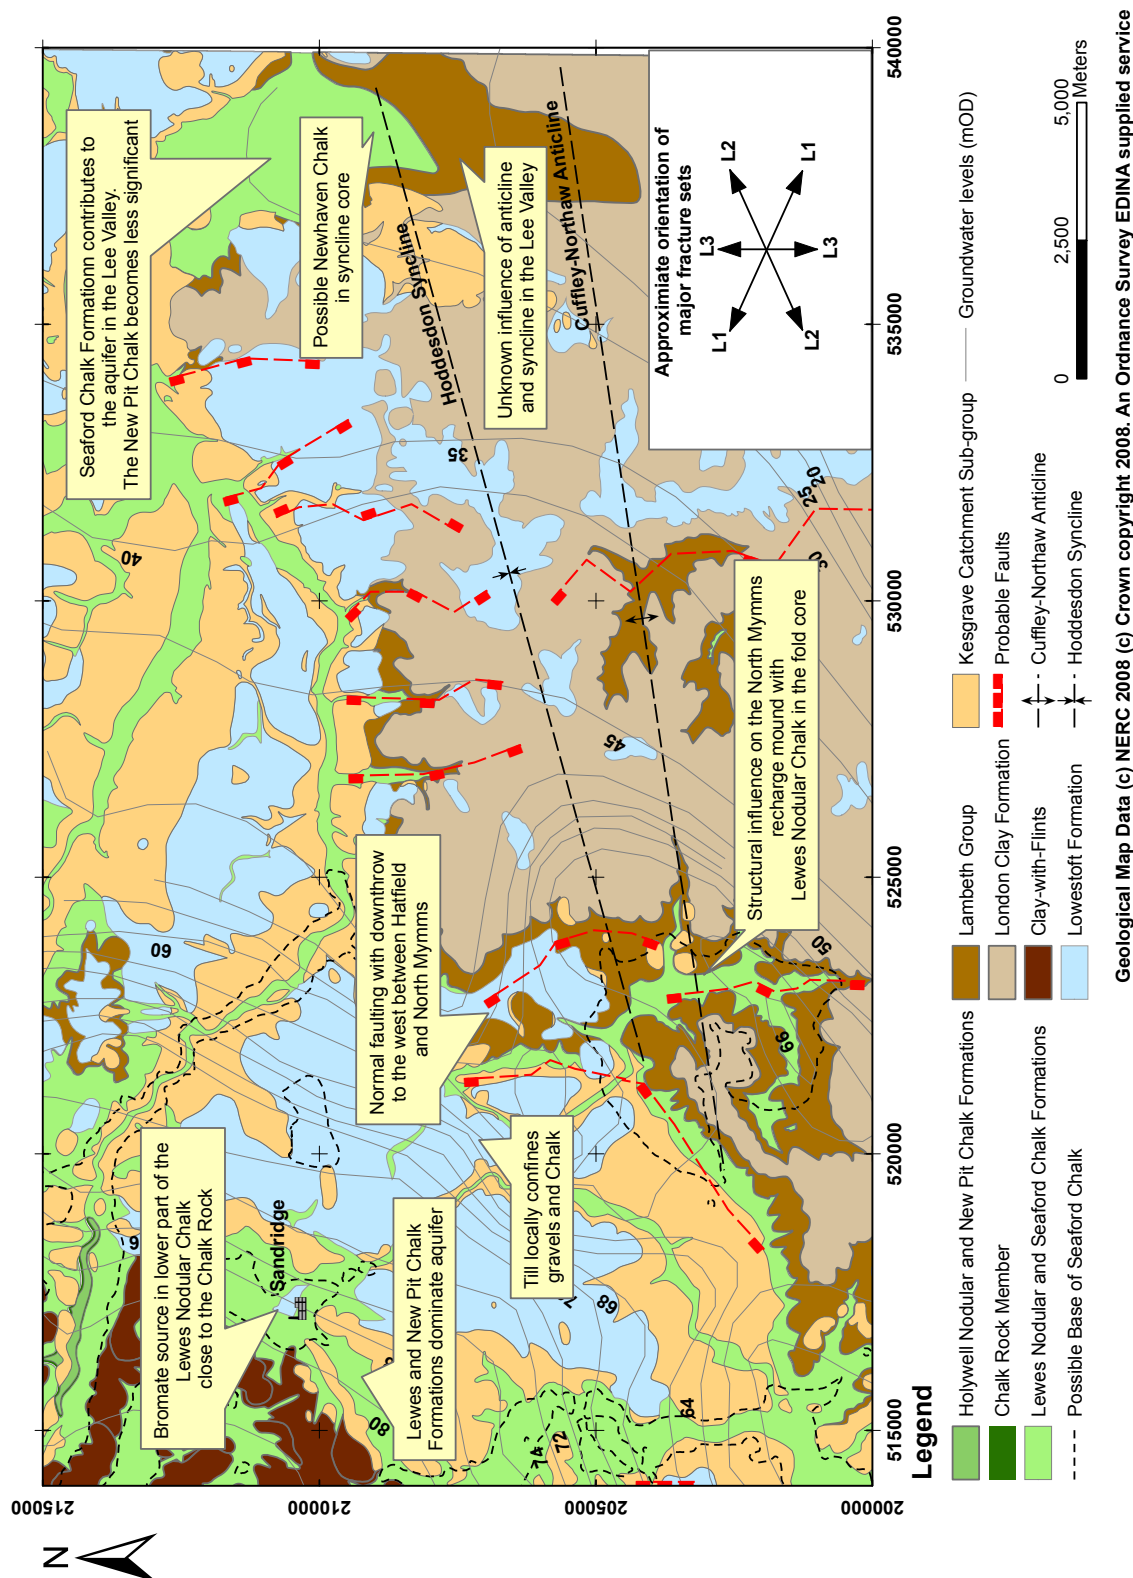 N
Seaford Chalk Formationn contributes to
the aquifer in the Lee Valley.
The New Pit Chalk becomes less significant
Possible Newhaven Chalk
in syncline core
Unknown influence of anticline
and syncline in the Lee Valley
Hoddesdon Syncline
Cuffley-Northaw Anticline
Approximiate orientation of
major fracture sets
L1
L2
L3
L1
L2
L3
Normal faulting with downthrow
to the west between Hatfield
and North Mymms
Structural influence on the North Mymms
recharge mound with
Lewes Nodular Chalk in the fold core
Bromate source in lower part of the
Lewes Nodular Chalk
close to the Chalk Rock
Sandridge
Lewes and New Pit Chalk
Formations dominate aquifer
Till locally confines
gravels and Chalk
40
35
45
60
50
66
68
64
72
74
80
25
20
215000
210000
205000
200000
515000
520000
525000
530000
535000
540000
Legend
Holywell Nodular and New Pit Chalk Formations
Chalk Rock Member
Lewes Nodular and Seaford Chalk Formations
Possible Base of Seaford Chalk
Lambeth Group
London Clay Formation
Clay-with-Flints
Lowestoft Formation
Kesgrave Catchment Sub-group
Probable Faults
Cuffley-Northaw Anticline
Hoddesdon Syncline
Groundwater levels (mOD)
0 2,500 5,000
Meters
Geological Map Data (c) NERC 2008 (c) Crown copyright 2008. An Ordnance Survey EDINA supplied service